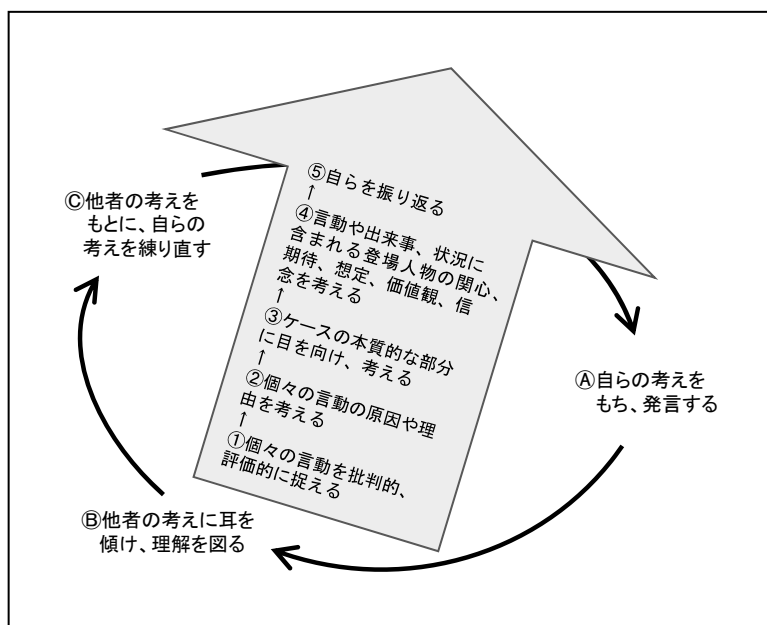 ⑤自らを振り返る
↑
④言動や出来事、状況に
含まれる登場人物の関心、
期待、想定、価値観、信
念を考える
↑
③ケースの本質的な部分
に目を向け、考える
↑
②個々の言動の原因や理
由を考える
↑
①個々の言動を批判的、
評価的に捉える
Ⓐ自らの考えを
もち、発言する
Ⓑ他者の考えに耳を
傾け、理解を図る
Ⓒ他者の考えを
もとに、自らの
考えを練り直す